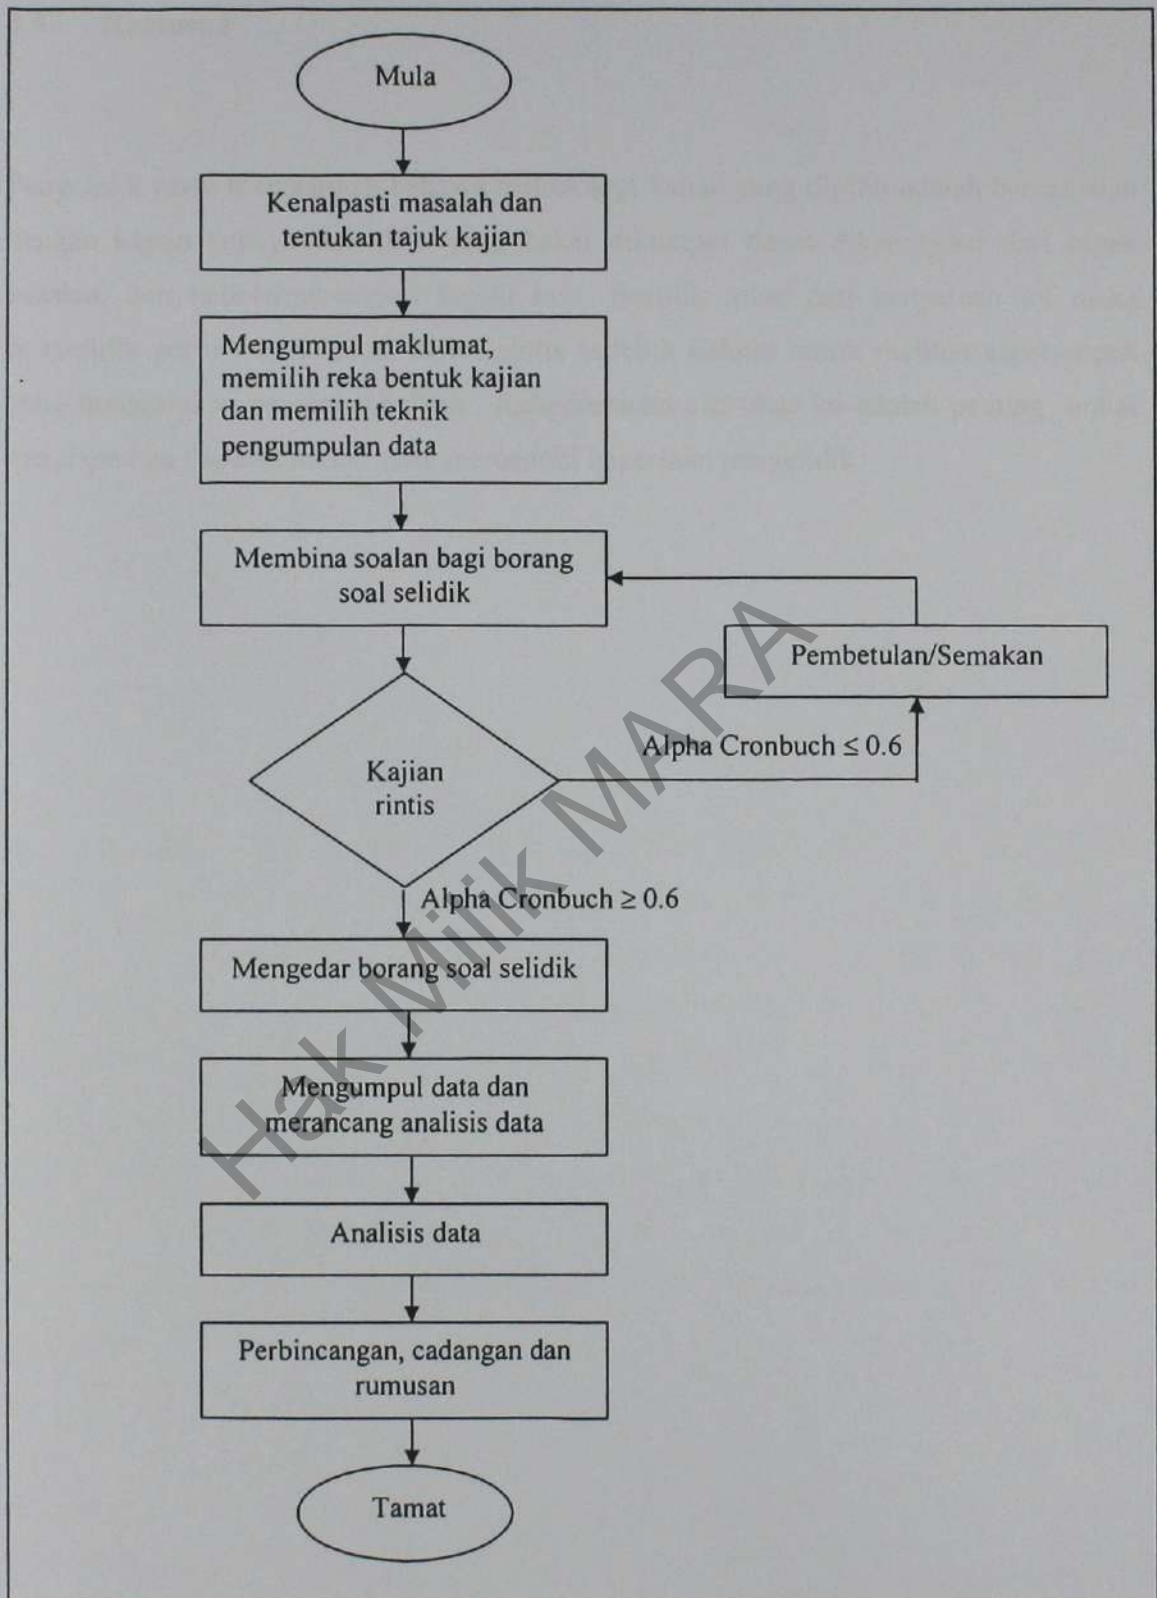 Mula
Kenalpasti masalah dan
tentukan tajuk kajian
Mengumpul maklumat,
memilih reka bentuk kajian
dan memilih teknik
pengumpulan data
Membina soalan bagi borang
soal selidik
Pembetulan/Semakan
Alpha Cronbuch ≤ 0.6
Kajian
rintis
Alpha Cronbuch ≥ 0.6
Mengedar borang soal selidik
Mengumpul data dan
merancang analisis data
Analisis data
Perbincangan, cadangan dan
rumusan
Tamat
Hak Milik MARA